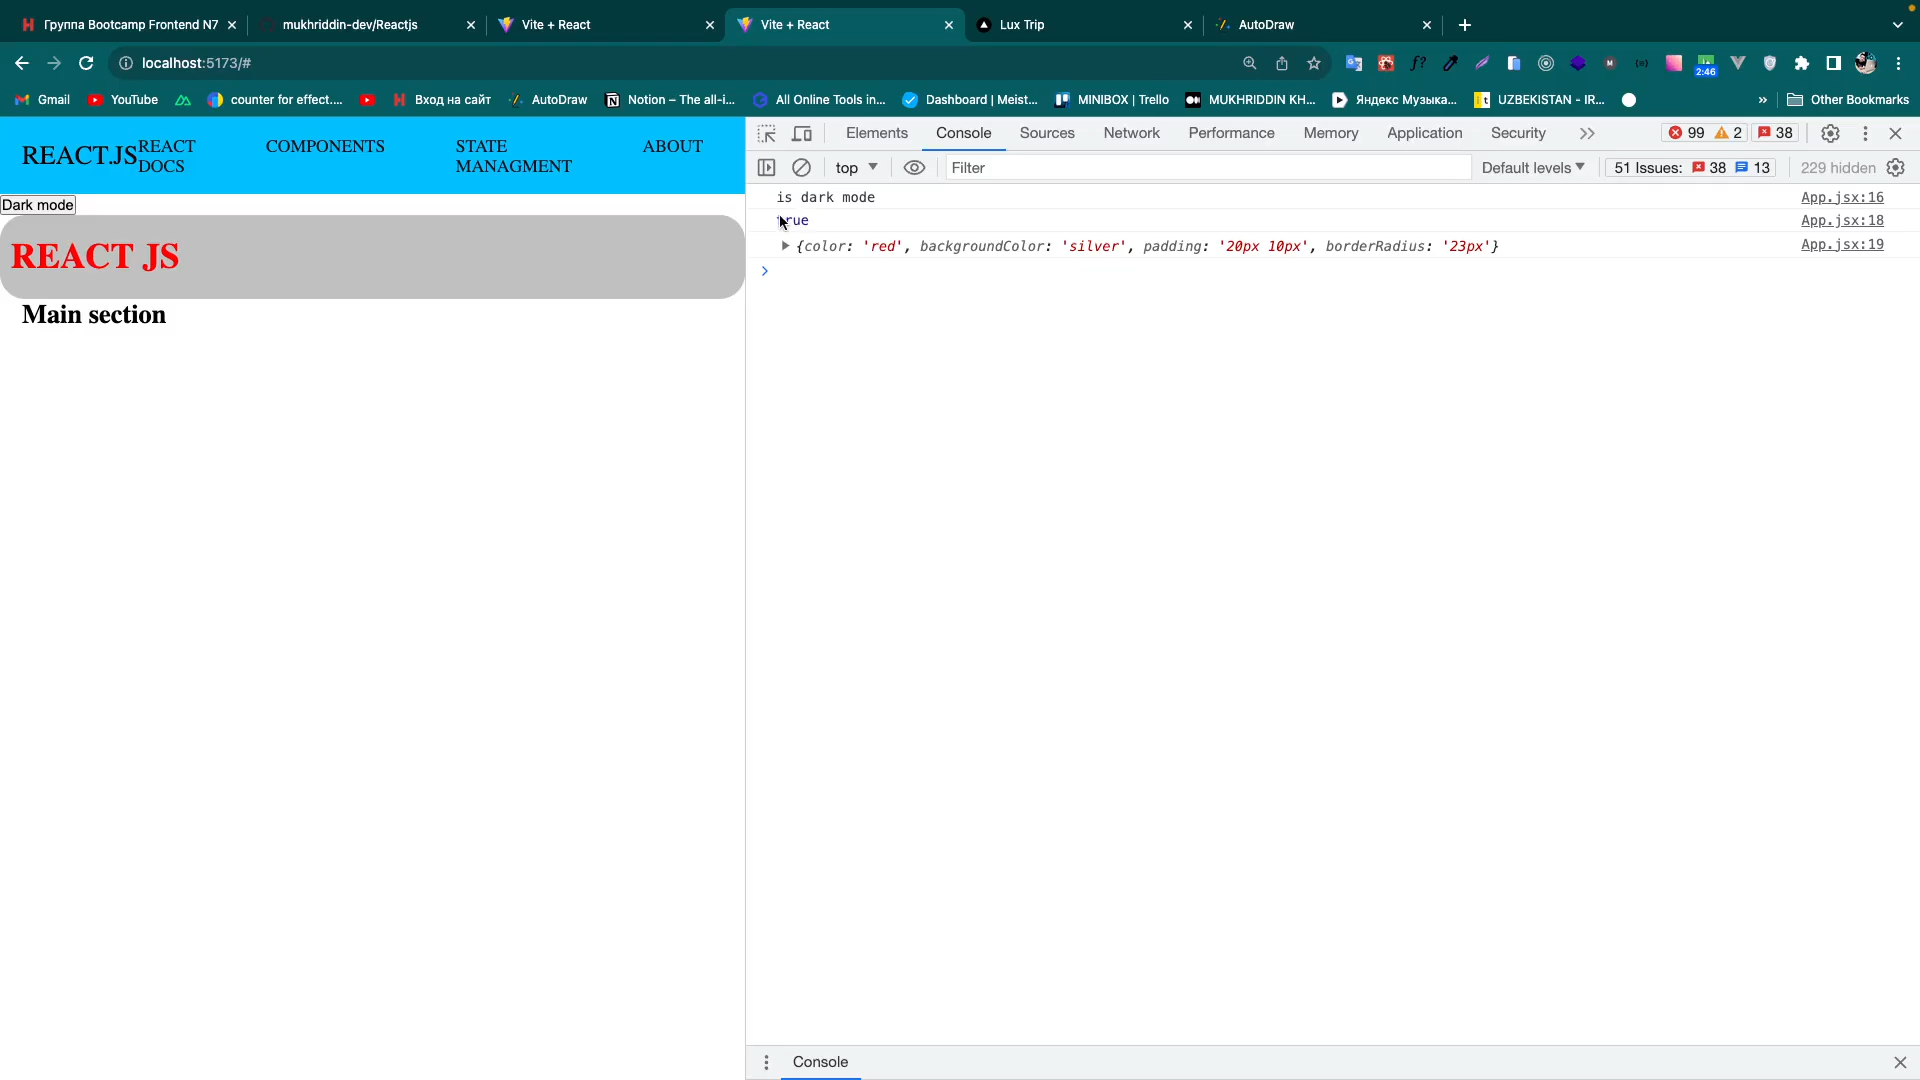 Группа Bootcamp Frontend N7
mukhriddin-dev/Reactjs
Vite + React
Vite + React
Lux Trip
AutoDraw
localhost:5173/#
2:46
Gmail
YouTube
counter for effect....
Вход на сайт
AutoDraw
Notion – The all-i...
All Online Tools in...
Dashboard | Meist...
MINIBOX | Trello
MUKHRIDDIN KH...
Яндекс Музыка...
UZBEKISTAN - IR...
»
Other Bookmarks
REACT.JS
REACT
DOCS
COMPONENTS
STATE
MANAGMENT
ABOUT
Dark mode
REACT JS
Main section
Elements
Console
Sources
Network
Performance
Memory
Application
Security
99
2
38
top
Filter
Default levels
51 Issues:
38
13
229 hidden
is dark mode
App.jsx:16
true
App.jsx:18
{color: 'red', backgroundColor: 'silver', padding: '20px 10px', borderRadius: '23px'}
App.jsx:19
Console